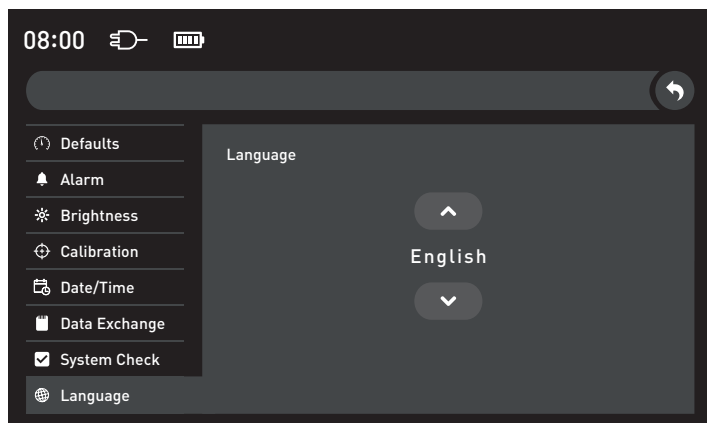 08:00
Defaults
Alarm
Brightness
Calibration
Date/Time
Data Exchange
System Check
Language
Language
English